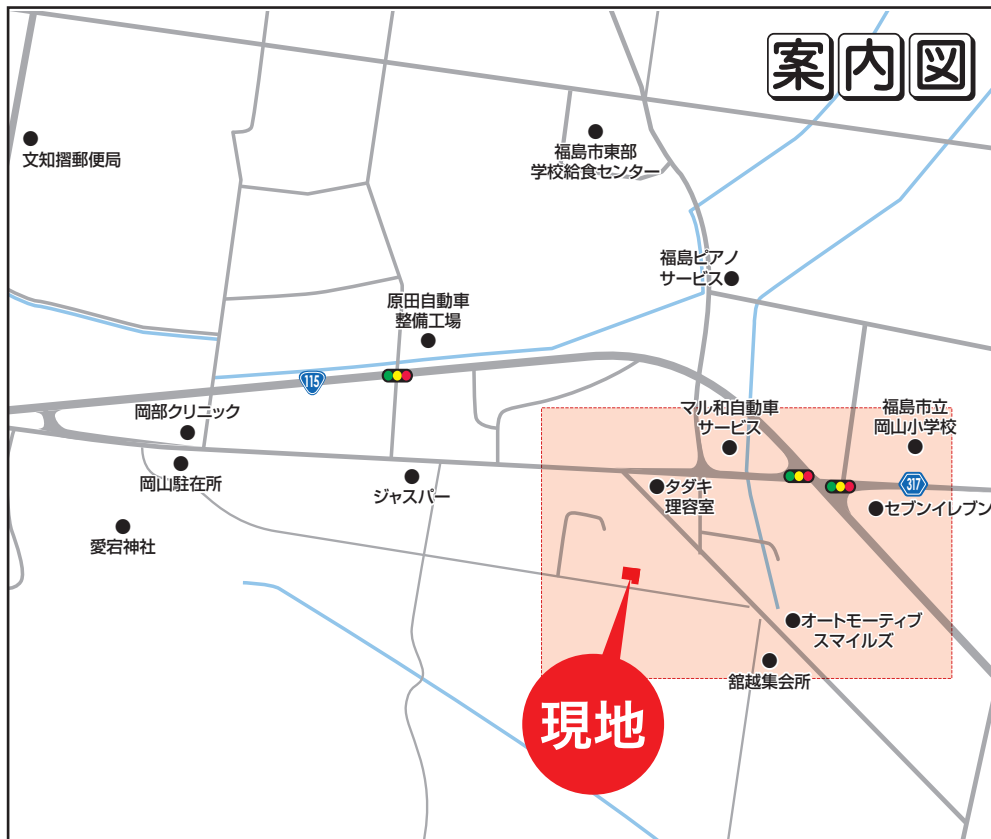 案内図
文知摺郵便局
福島市東部
学校給食センター
福島ピアノ
サービス
原田自動車
整備工場
115
岡部クリニック
マル和自動車
サービス
福島市立
岡山小学校
岡山駐在所
ジャスパー
タダキ
理容室
317
セブンイレブン
愛宕神社
オートモーティブ
スマイルズ
舘越集会所
現地